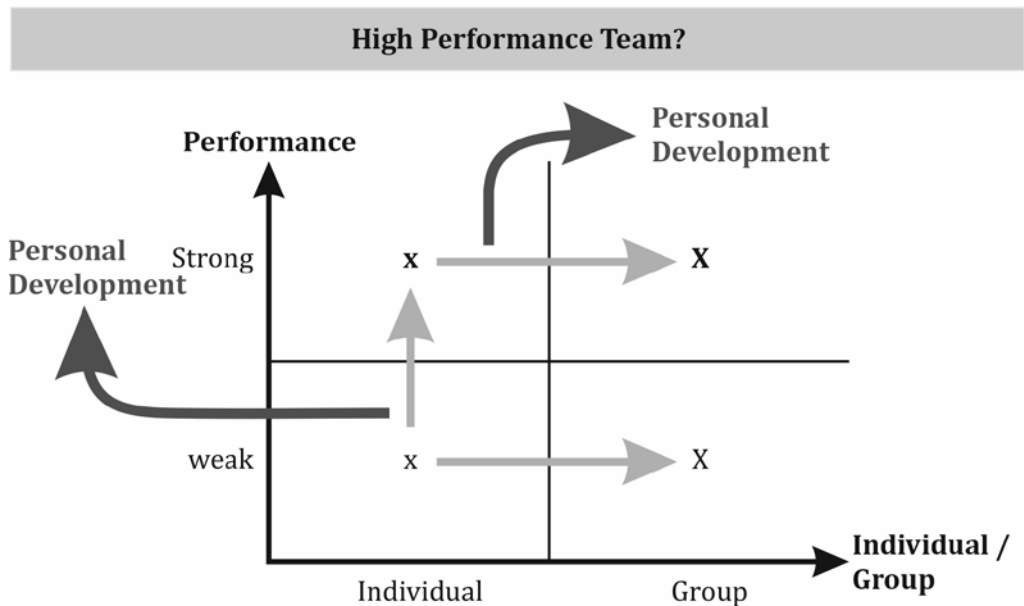 High Performance Team?
Performance
Personal
Development
Personal
Development
Strong
x
X
weak
x
X
Individual /
Group
Individual
Group